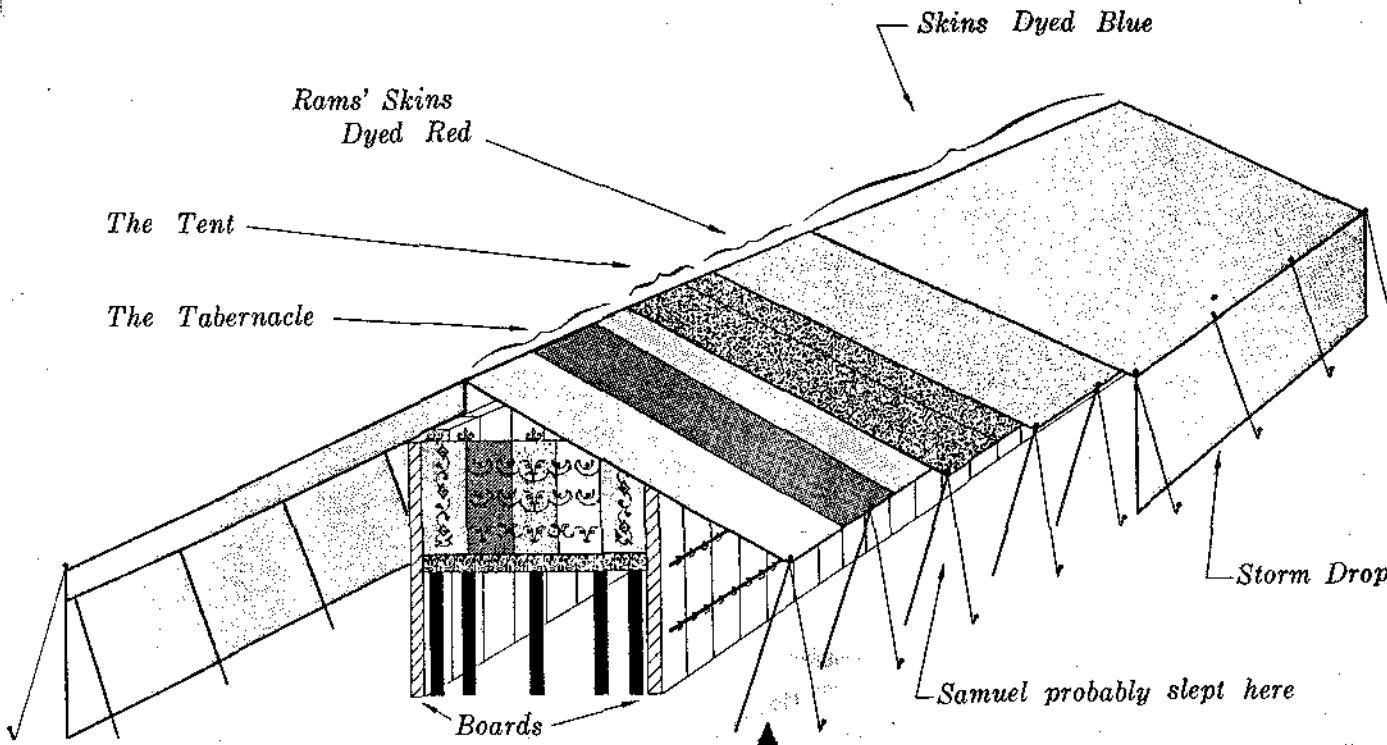 Skins Dyed Blue
Rams' Skins
Dyed Red
The Tent
The Tabernacle
Storm Drop
Samuel probably slept here
Boards